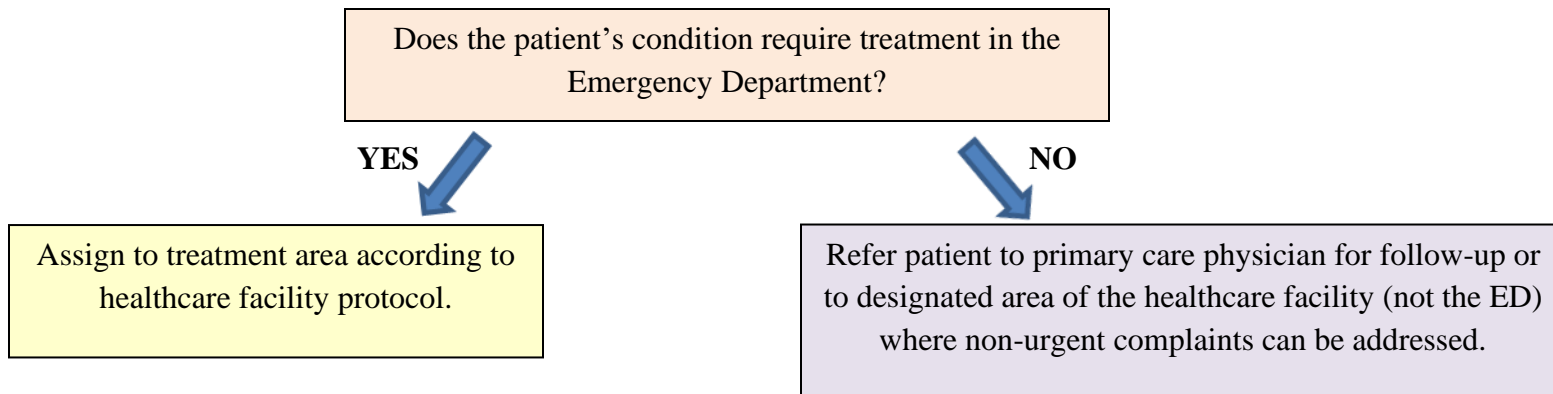 Does the patient’s condition require treatment in the
Emergency Department?
YES
NO
Assign to treatment area according to
healthcare facility protocol.
Refer patient to primary care physician for follow-up or
to designated area of the healthcare facility (not the ED)
where non-urgent complaints can be addressed.